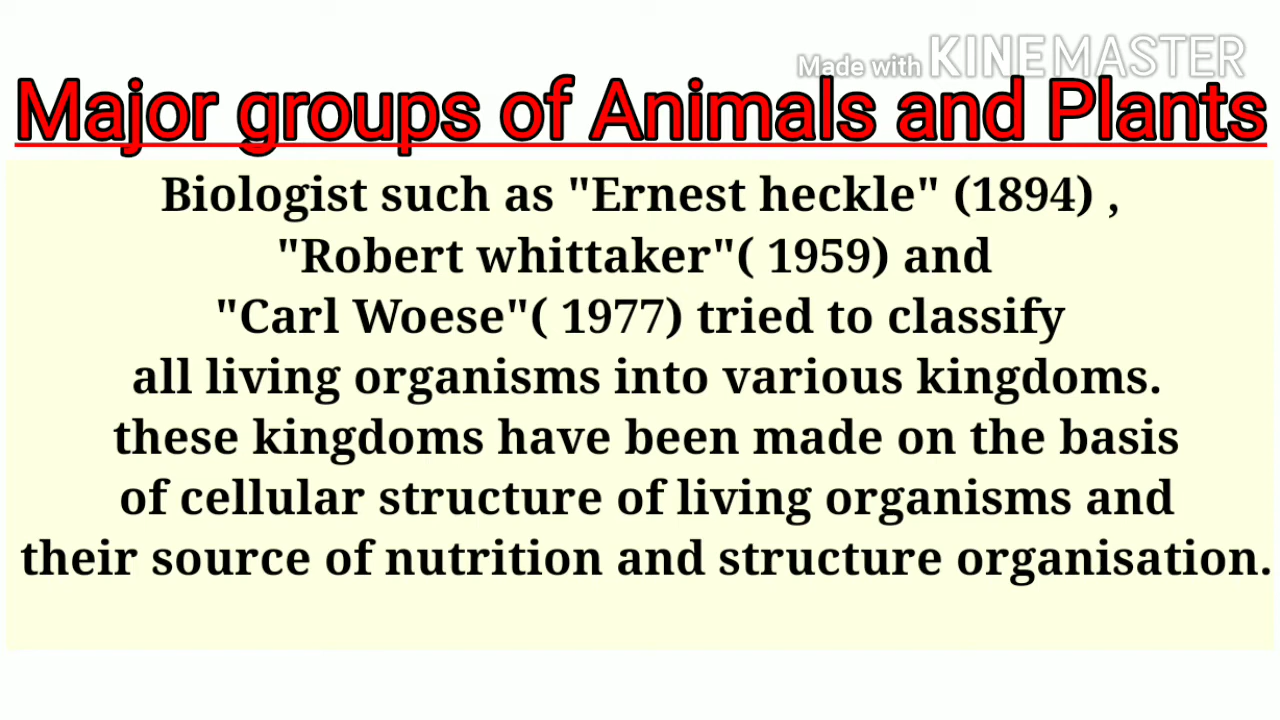 Made with KINEMASTER
Major groups of Animals and Plants
Biologist such as "Ernest heckle" (1894) ,
"Robert whittaker"( 1959) and
"Carl Woese"( 1977) tried to classify
all living organisms into various kingdoms.
these kingdoms have been made on the basis
of cellular structure of living organisms and
their source of nutrition and structure organisation.